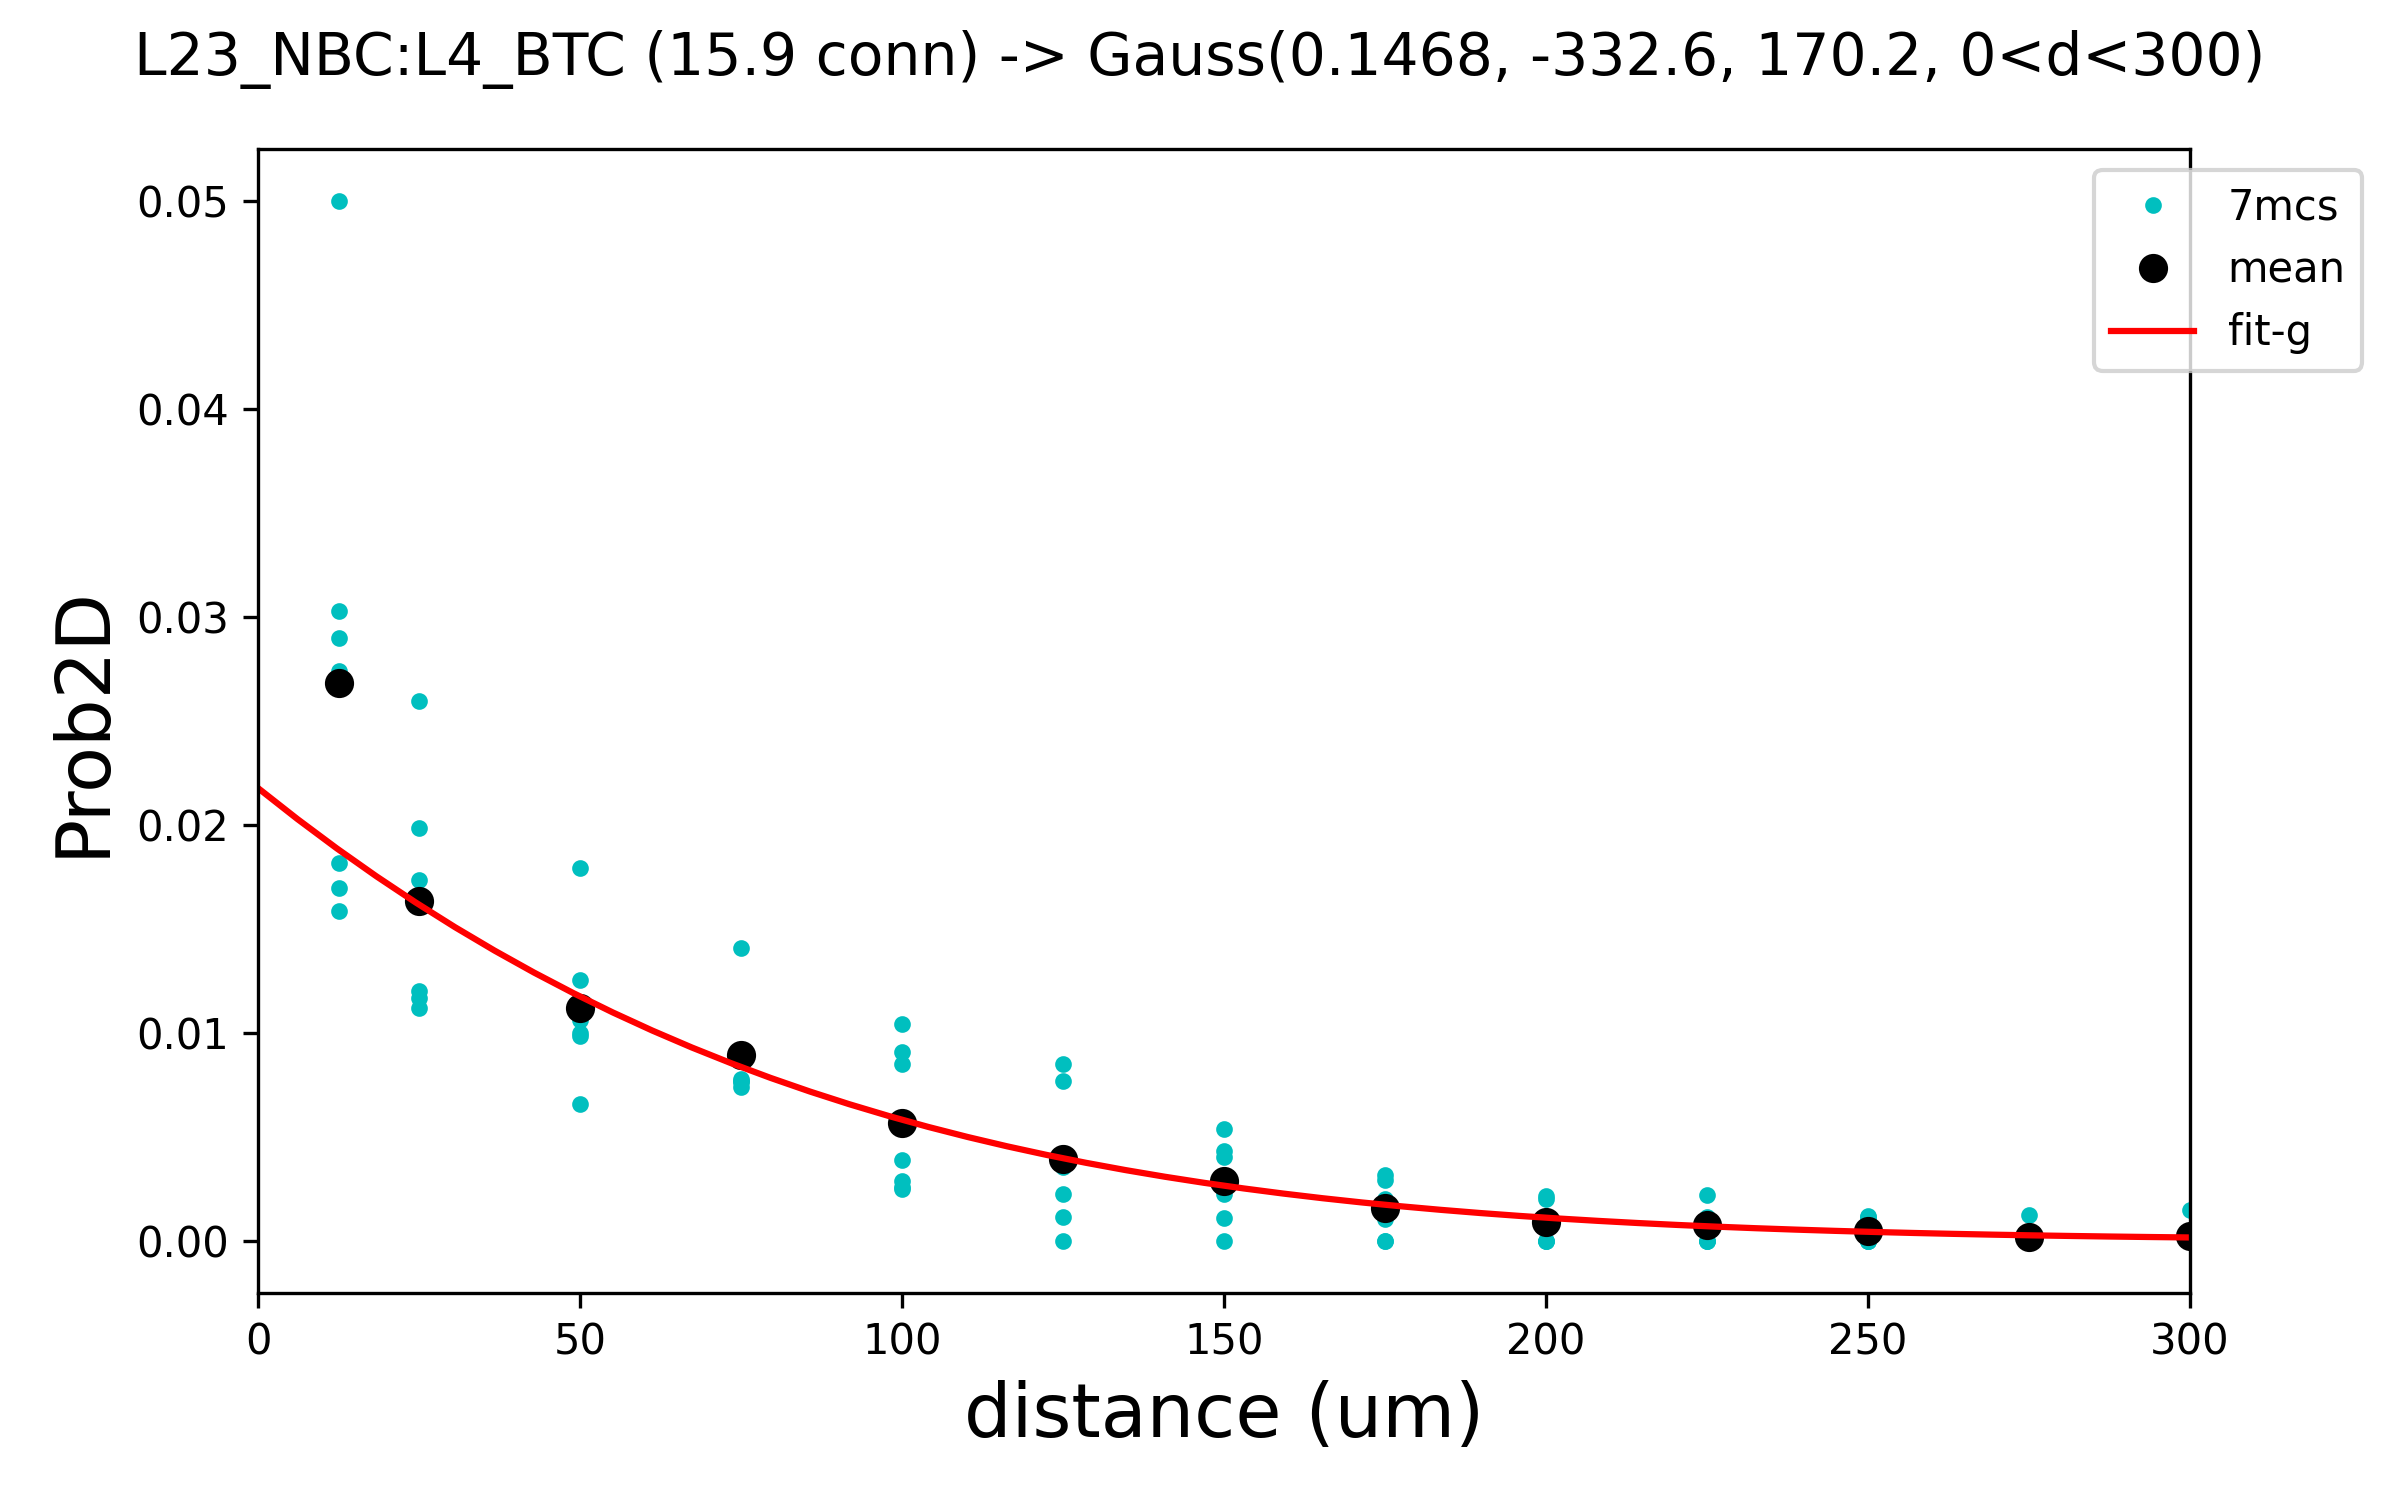 L23_NBC:L4_BTC (15.9 conn) -> Gauss(0.1468, -332.6, 170.2, 0<d<300)
7mcs
mean
fit-g
Prob2D
0.05
0.04
0.03
0.02
0.01
0.00
0 50 100 150 200 250 300
distance (um)